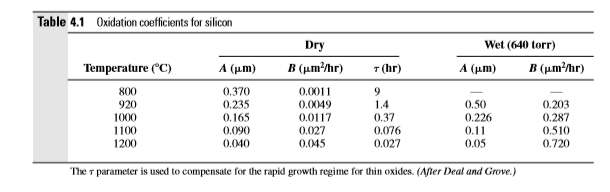 Table 4.1 Oxidation coefficients for silicon
Dry Wet (640 torr)
Temperature (°C) A (μm) B (μm²/hr) τ (hr) A (μm) B (μm²/hr)
800 0.370 0.0011 9 — —
920 0.235 0.0049 1.4 0.50 0.203
1000 0.165 0.0117 0.37 0.226 0.287
1100 0.090 0.027 0.076 0.11 0.510
1200 0.040 0.045 0.027 0.05 0.720
The τ parameter is used to compensate for the rapid growth regime for thin oxides. (After Deal and Grove.)